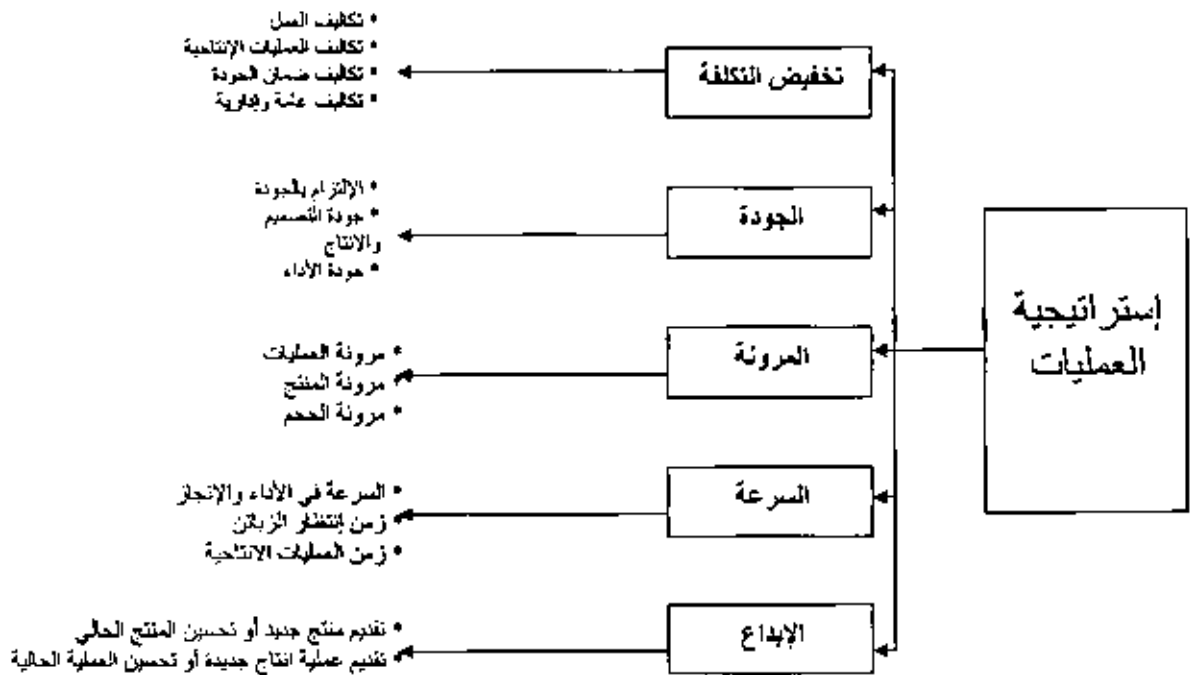 إستراتيجية
العمليات
تخفيض التكلفة
• تكاليف العمل
• تكاليف العمليات الإنتاجية
• تكاليف ضمان الجودة
• تكاليف عامة وإدارية
الجودة
• الإلتزام بالجودة
• جودة التصميم
والانتاج
• جودة الأداء
المرونة
• مرونة العمليات
• مرونة المنتج
• مرونة الحجم
السرعة
• السرعة في الأداء والإنجاز
• زمن إنتظار الزبائن
• زمن العمليات الانتاجية
الإبداع
• تقديم منتج جديد أو تحسين المنتج الحالي
• تقديم عملية انتاج جديدة أو تحسين العملية الحالية